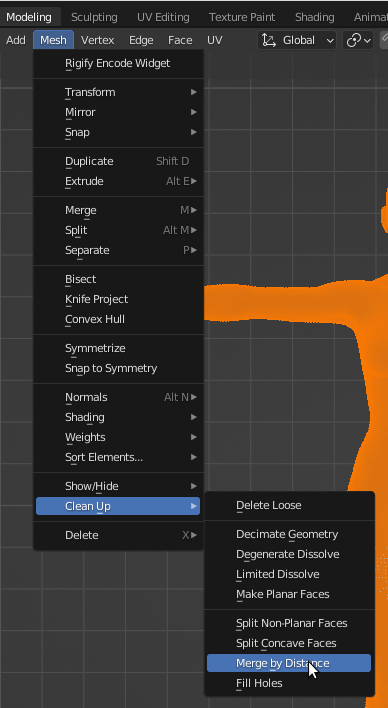 Modeling Sculpting UV Editing Texture Paint Shading Animat
Add Mesh Vertex Edge Face UV Global
Rigify Encode Widget
Transform
Mirror
Snap
Duplicate Shift D
Extrude Alt E
Merge M
Split Alt M
Separate P
Bisect
Knife Project
Convex Hull
Symmetrize
Snap to Symmetry
Normals Alt N
Shading
Weights
Sort Elements...
Show/Hide
Clean Up
Delete X
Delete Loose
Decimate Geometry
Degenerate Dissolve
Limited Dissolve
Make Planar Faces
Split Non-Planar Faces
Split Concave Faces
Merge by Distance
Fill Holes